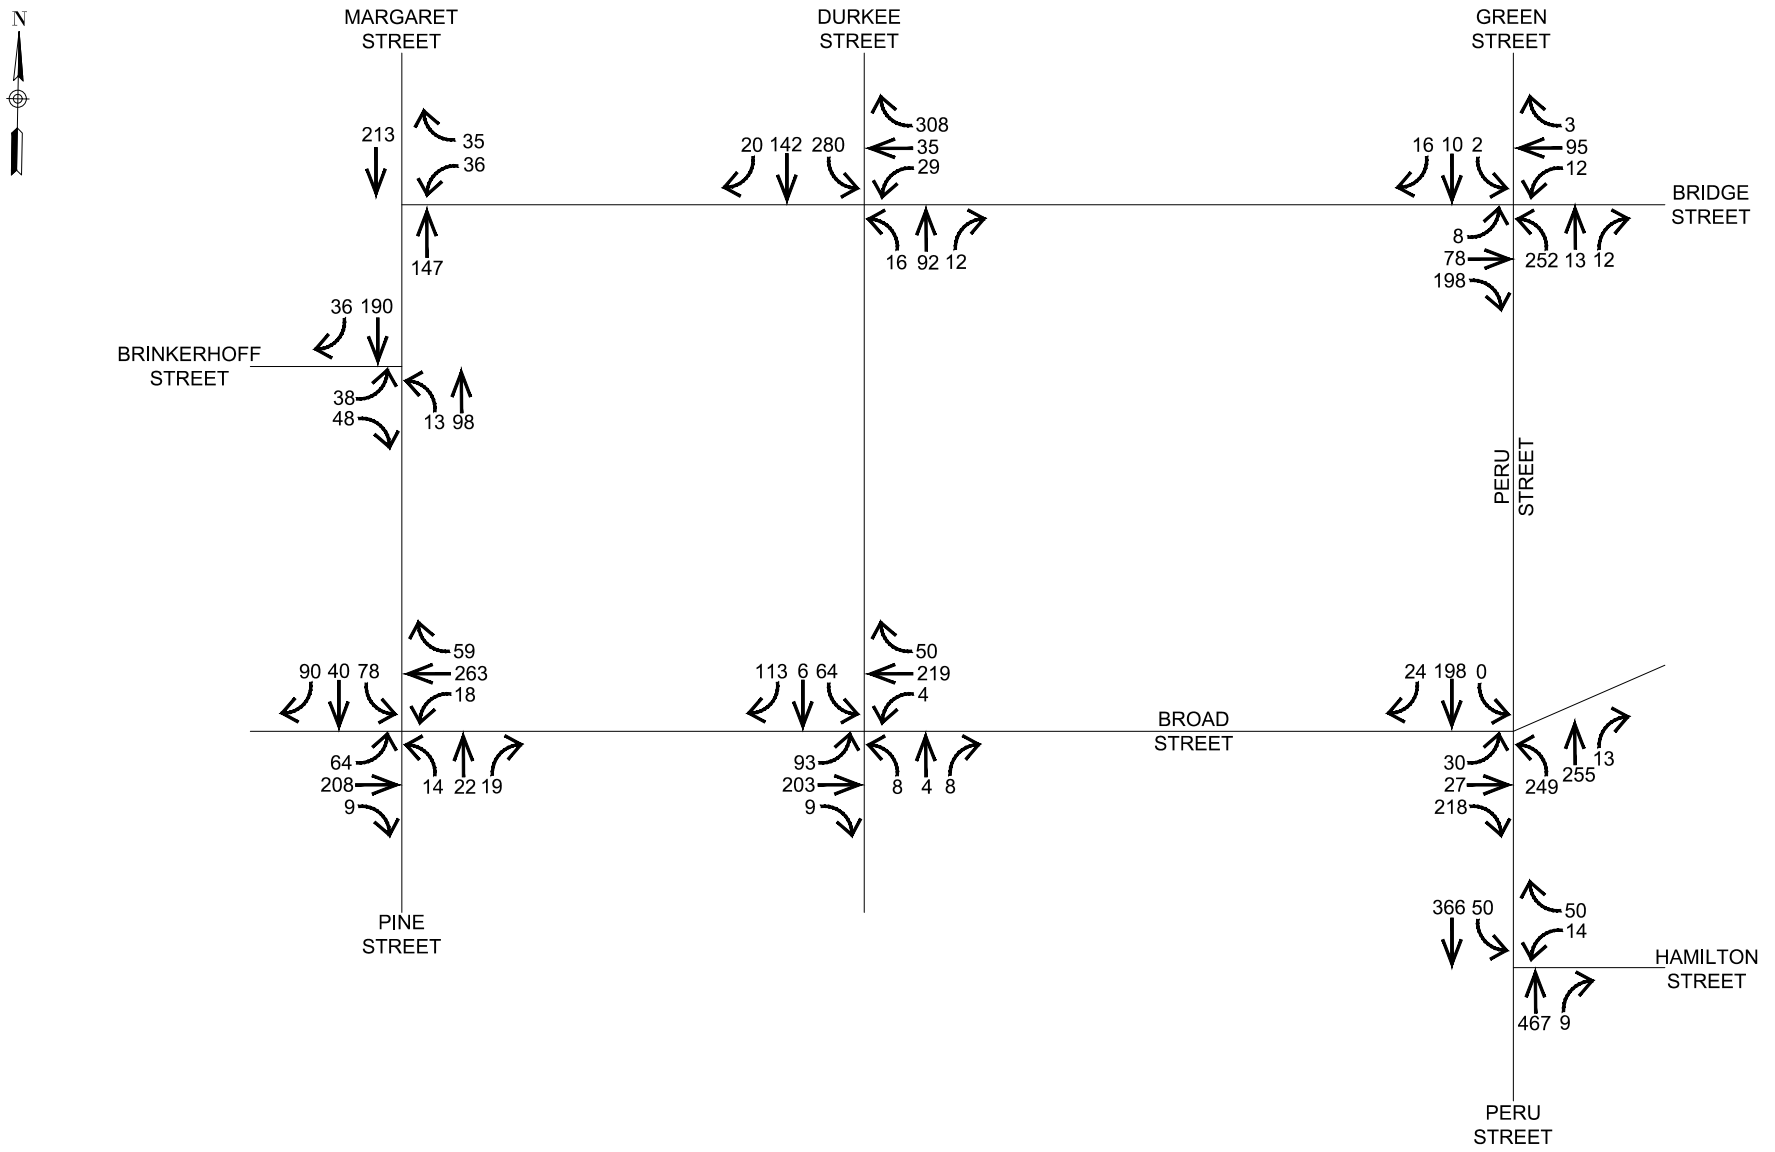 N
MARGARET
STREET
DURKEE
STREET
GREEN
STREET
213
35
36
147
20 142 280
308
35
29
16 92 12
16 10 2
3
95
12
8
78
198
252 13 12
BRIDGE
STREET
36 190
BRINKERHOFF
STREET
38
48
13 98
PERU
STREET
90 40 78
59
263
18
64
208
9
14 22 19
113 6 64
50
219
4
93
203
9
8 4 8
BROAD
STREET
24 198 0
30
27
218
249
255
13
PINE
STREET
366 50
50
14
HAMILTON
STREET
467 9
PERU
STREET